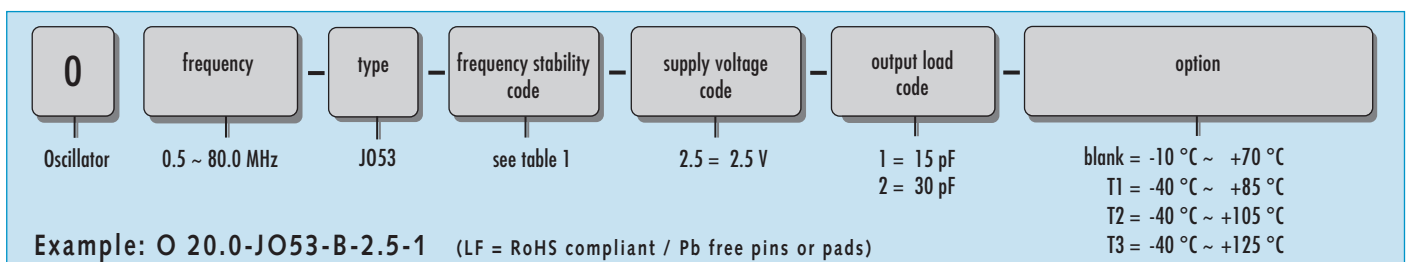 O
frequency
–
type
–
frequency stability
code
–
supply voltage
code
–
output load
code
–
option
Oscillator
0.5 ~ 80.0 MHz
JO53
see table 1
2.5 = 2.5 V
1 = 15 pF
2 = 30 pF
blank = -10 °C ~ +70 °C
T1 = -40 °C ~ +85 °C
T2 = -40 °C ~ +105 °C
T3 = -40 °C ~ +125 °C
Example: O 20.0-JO53-B-2.5-1 (LF = RoHS compliant / Pb free pins or pads)